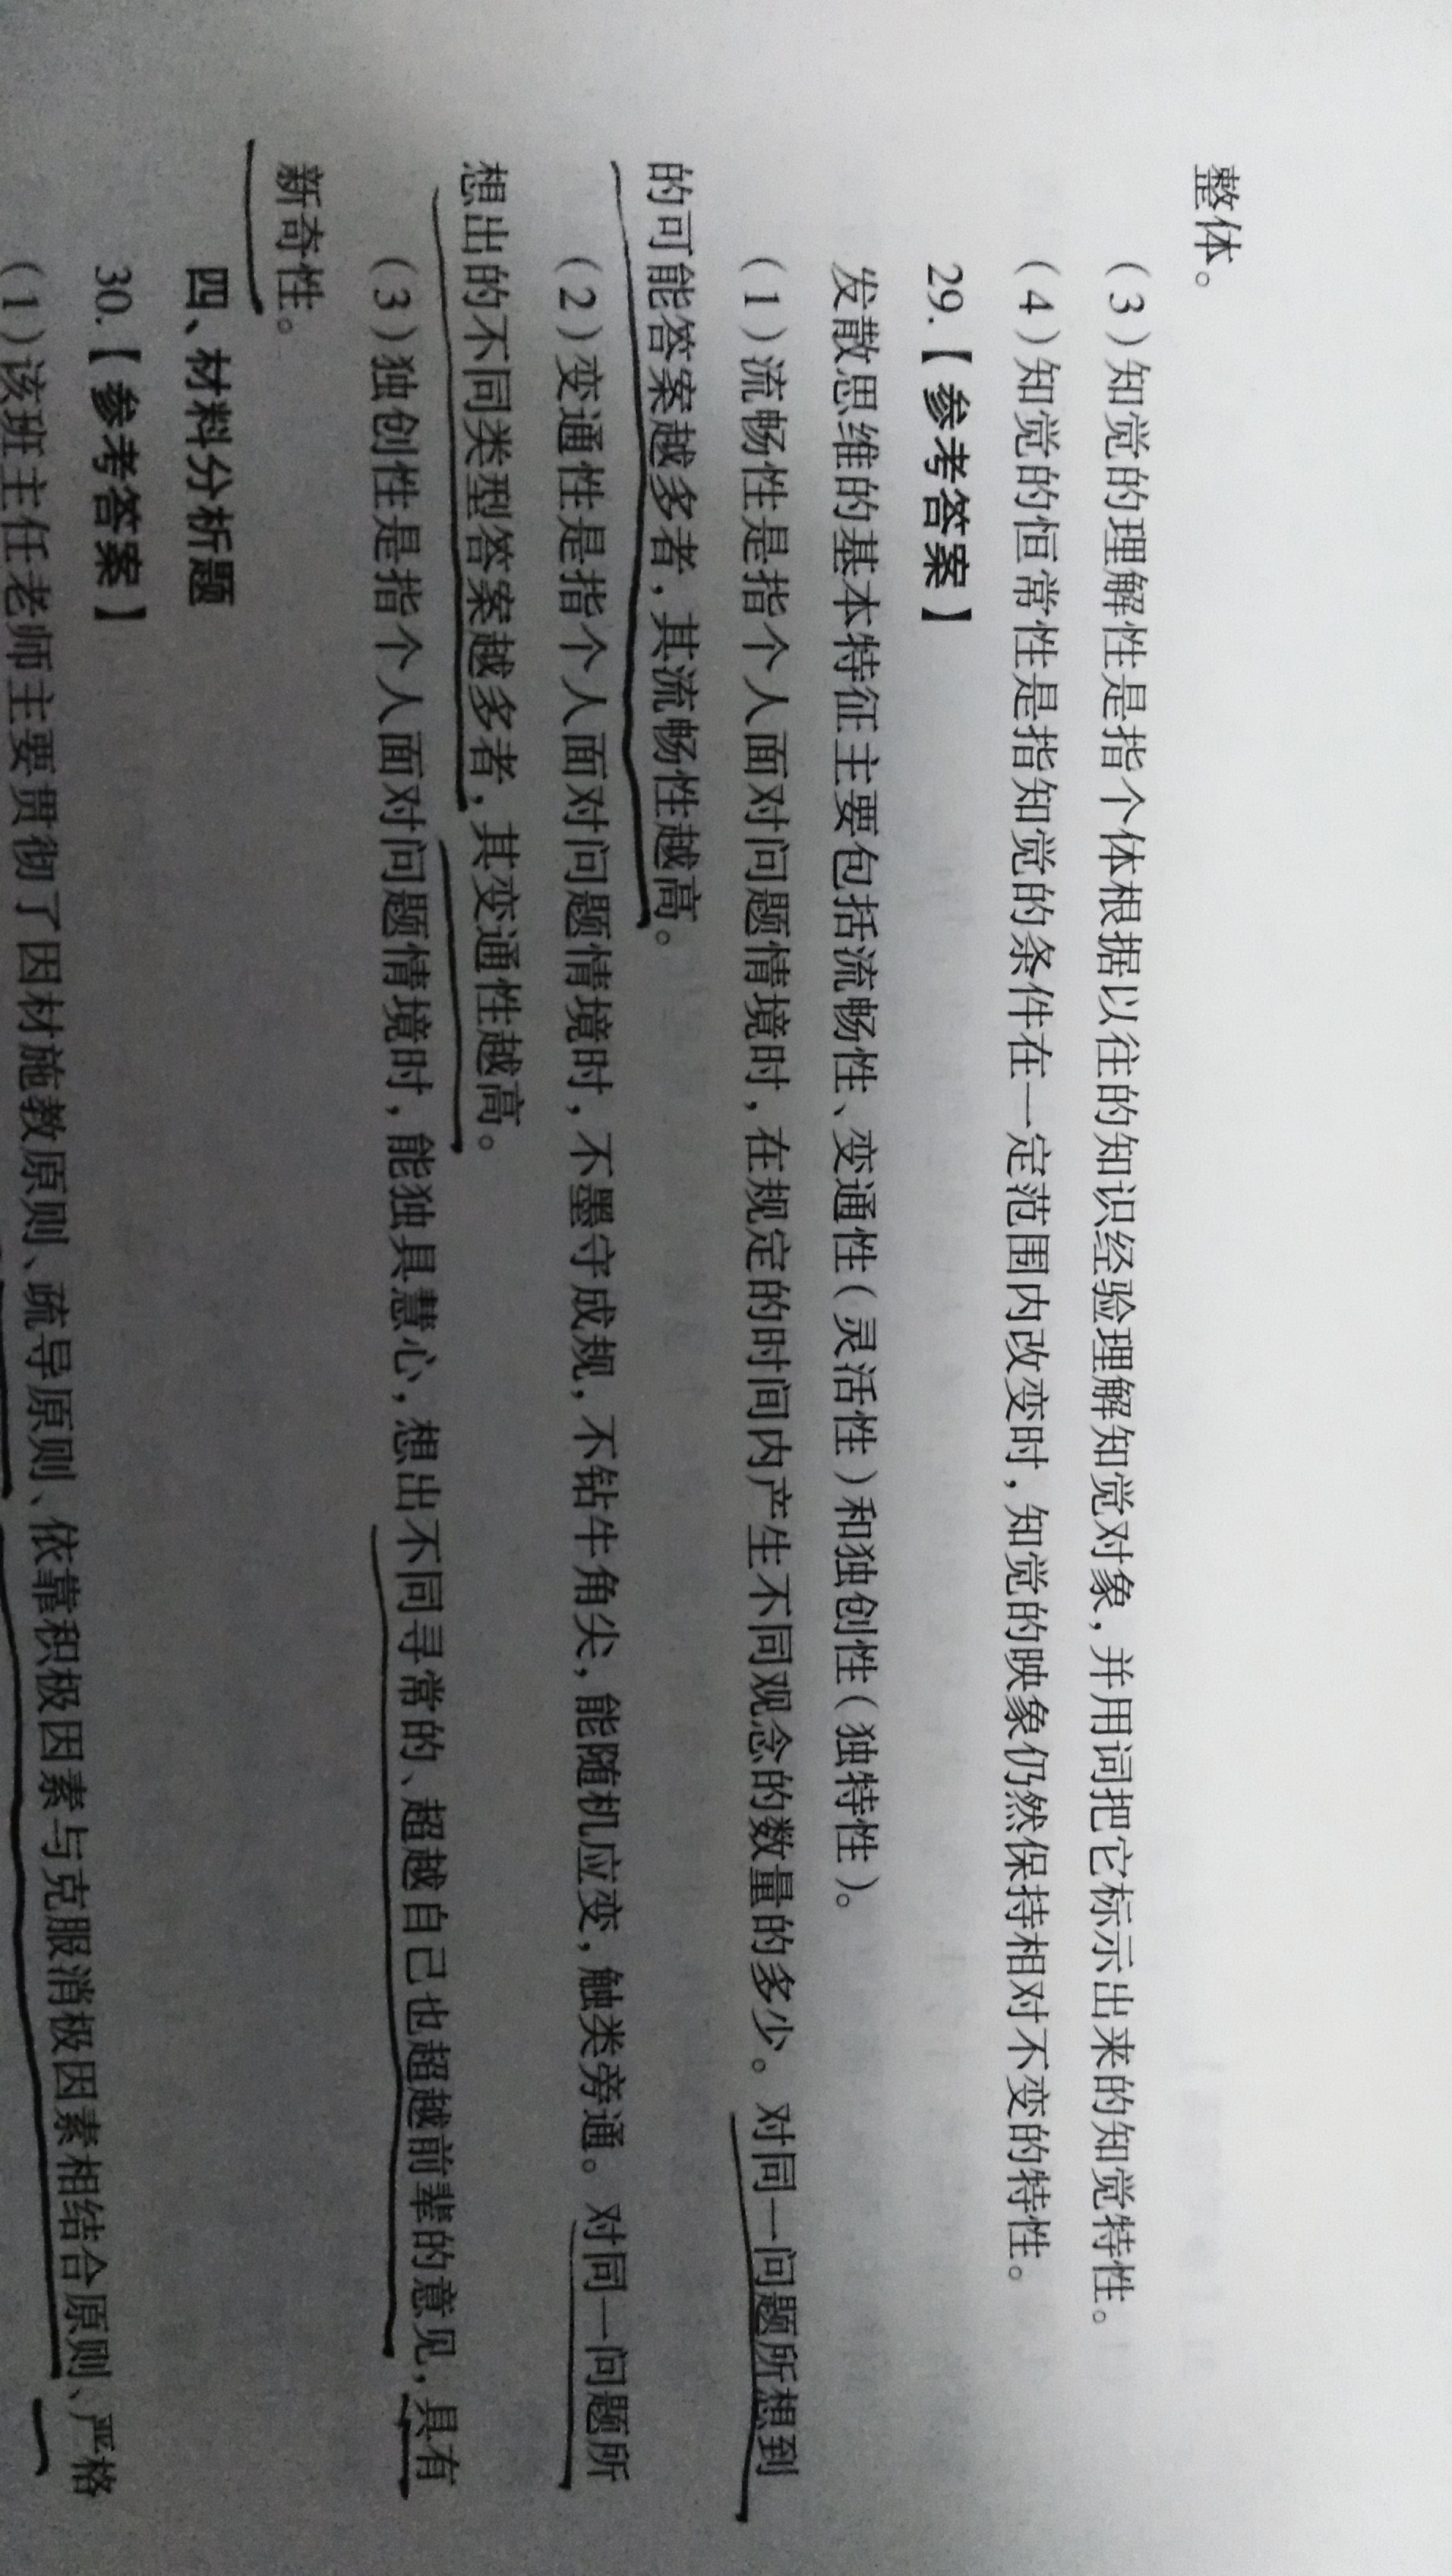 整体。
（3）知觉的理解性是指个体根据以往的知识经验理解知觉对象，并用词把它标示出来的知觉特性。
（4）知觉的恒常性是指知觉的条件在一定范围内改变时，知觉的映象仍然保持相对不变的特性。
29.【参考答案】
发散思维的基本特征主要包括流畅性、变通性（灵活性）和独创性（独特性）。
（1）流畅性是指个人面对问题情境时，在规定的时间内产生不同观念的数量的多少。对同一问题所想到
的可能答案越多者，其流畅性越高。
（2）变通性是指个人面对问题情境时，不墨守成规，不钻牛角尖，能随机应变，触类旁通。对同一问题所
想出的不同类型答案越多者，其变通性越高。
（3）独创性是指个人面对问题情境时，能独具慧心，想出不同寻常的、超越自己也超越前辈的意见，具有
新奇性。
四、材料分析题
30.【参考答案】
（1）该班主任老师主要贯彻了因材施教原则、疏导原则、依靠积极因素与克服消极因素相结合原则、严格